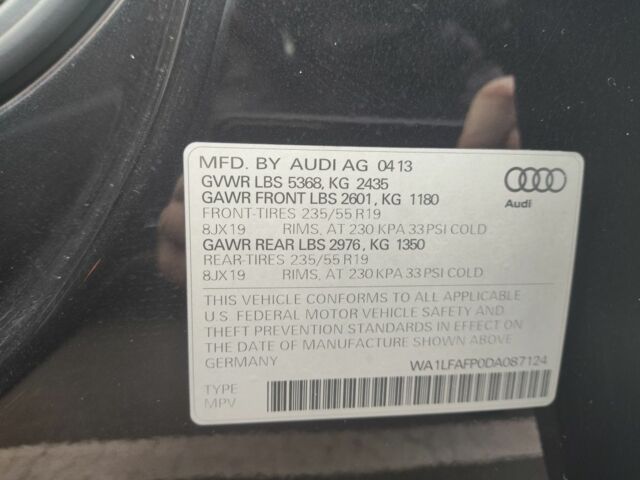 MFD. BY AUDI AG 04 13
GVWR LBS 5368, KG 2435
GAWR FRONT LBS 2601, KG 1180
FRONT-TIRES 235/55 R19
8JX19 RIMS, AT 230 KPA 33 PSI COLD
GAWR REAR LBS 2976, KG 1350
REAR-TIRES 235/55 R19
8JX19 RIMS, AT 230 KPA 33 PSI COLD
Audi
THIS VEHICLE CONFORMS TO ALL APPLICABLE
U.S. FEDERAL MOTOR VEHICLE SAFETY AND
THEFT PREVENTION STANDARDS IN EFFECT ON
THE DATE OF MANUFACTURE SHOWN ABOVE
GERMANY WA1LFAFP0DA087124
TYPE
MPV